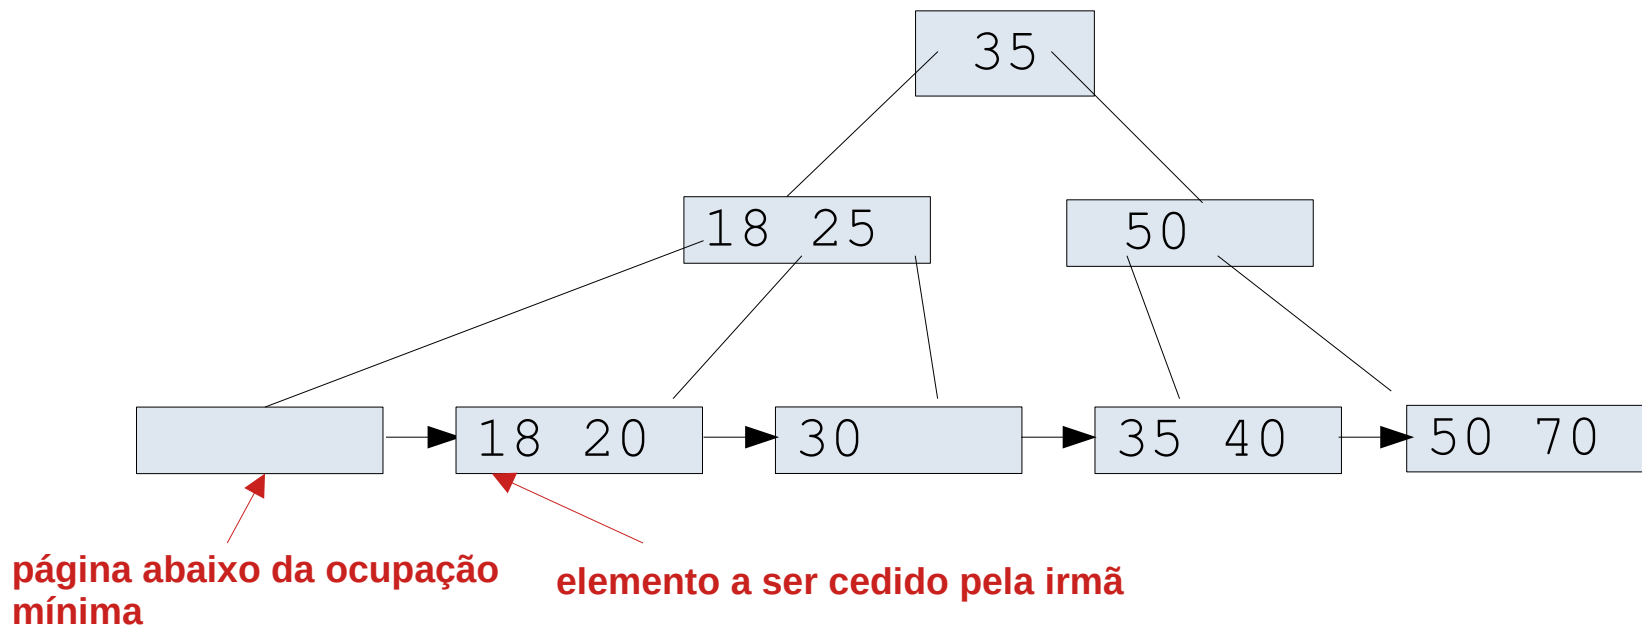 35
18 25
50
18 20
30
35 40
50 70
página abaixo da ocupação
mínima
elemento a ser cedido pela irmã